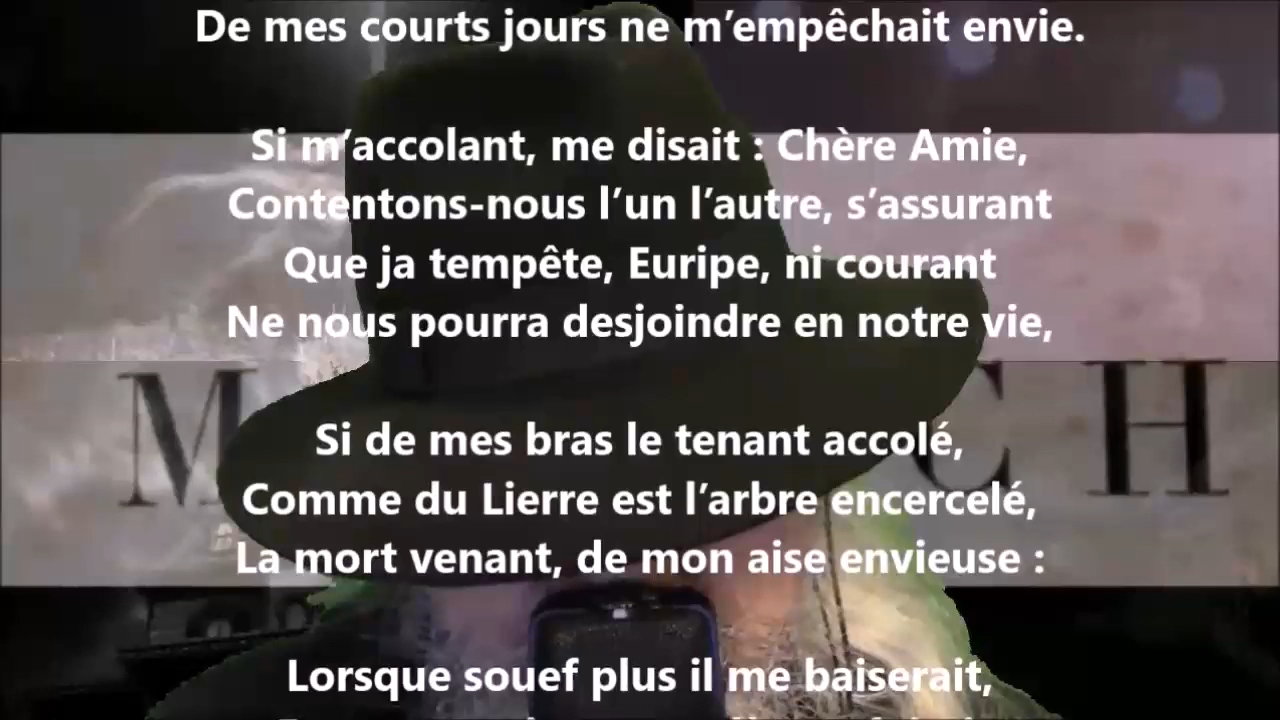 De mes courts jours ne m’empêchait envie.
Si m’accolant, me disait : Chère Amie,
Contentons-nous l’un l’autre, s’assurant
Que ja tempête, Euripe, ni courant
Ne nous pourra desjoindre en notre vie,
M CH
Si de mes bras le tenant accolé,
Comme du Lierre est l’arbre encercelé,
La mort venant, de mon aise envieuse :
Lorsque souef plus il me baiserait,